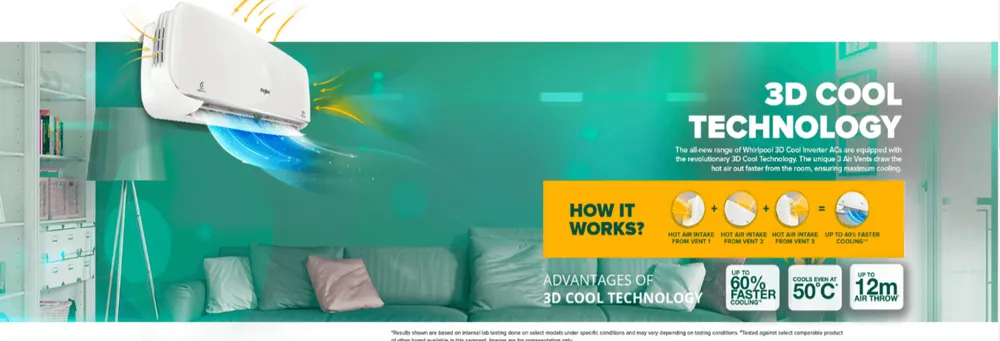 3D COOL
TECHNOLOGY
The all-new range of Whirlpool 3D Cool Inverter ACs are equipped with
the revolutionary 3D Cool Technology. The unique 3 Air Vents draw the
hot air out faster from the room, ensuring maximum cooling.
HOW IT
WORKS?
+ + =
HOT AIR INTAKE
FROM VENT 1
HOT AIR INTAKE
FROM VENT 2
HOT AIR INTAKE
FROM VENT 3
UP TO 40% FASTER
COOLING
ADVANTAGES OF
3D COOL TECHNOLOGY
UP TO
60%
FASTER
COOLING*
COOLS EVEN AT
50°C*
UP TO
12m
AIR THROW*
*Results shown are based on internal lab testing done on select models under specific conditions and may vary depending on testing conditions. #Tested against select comparable product
of other brand available in this segment. Images are for representation only.